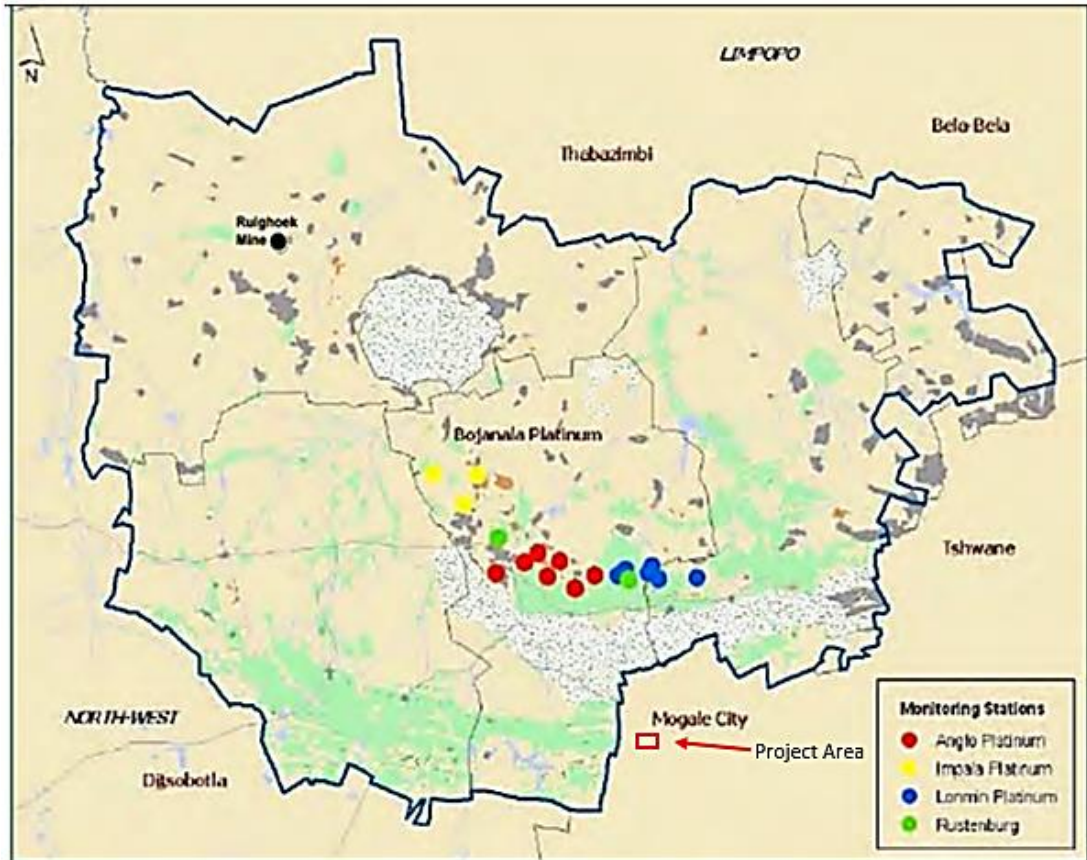 N
LIMPOPO
Bela-Bela
Thabazimbi
Ruighoek
Mine
Bojanala Platinum
Tshwane
NORTH-WEST
Mogale City
Project Area
Ditsobotla
Monitoring Stations
Anglo Platinum
Impala Platinum
Lonmin Platinum
Rustenburg